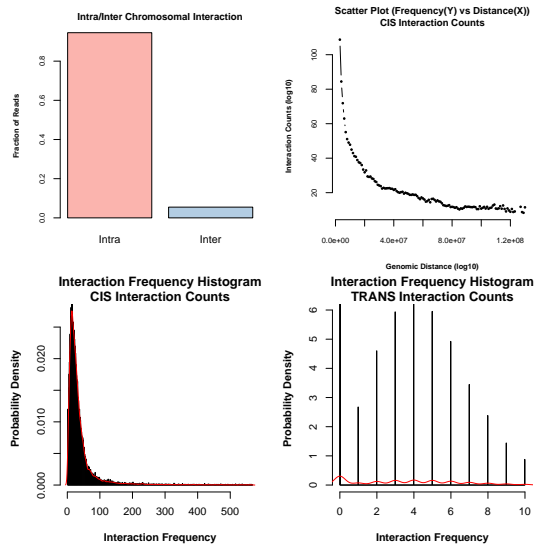 Intra/Inter Chromosomal Interaction
Fraction of Reads
0.0
0.2
0.4
0.6
0.8
Intra Inter
Scatter Plot (Frequency(Y) vs Distance(X))
CIS Interaction Counts
Interaction Counts (log10)
20
40
60
80
100
0.0e+00 4.0e+07 8.0e+07 1.2e+08
Genomic Distance (log10)
Interaction Frequency Histogram
CIS Interaction Counts
Probability Density
0.000
0.010
0.020
0 100 200 300 400 500
Interaction Frequency
Interaction Frequency Histogram
TRANS Interaction Counts
Probability Density
0
1
2
3
4
5
6
0 2 4 6 8 10
Interaction Frequency